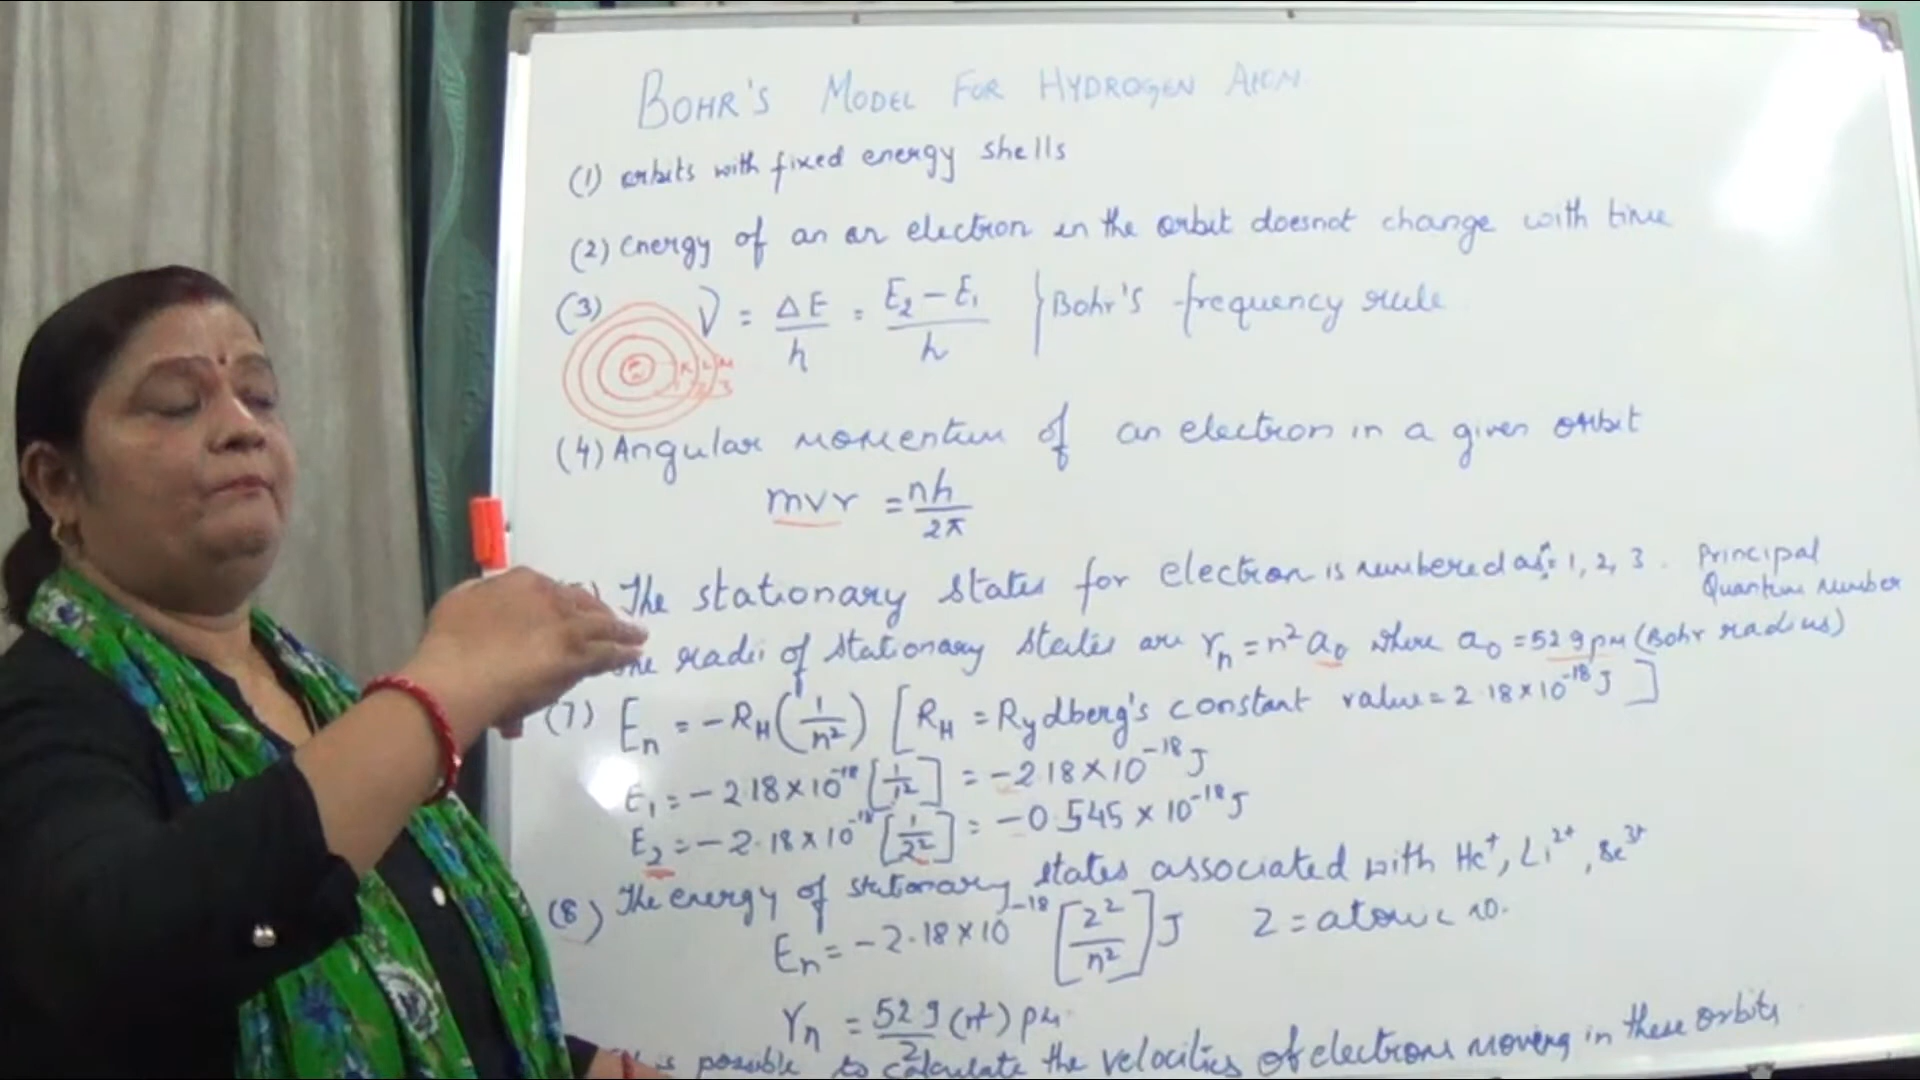 BOHR'S MODEL FOR HYDROGEN ATOM
(1) orbits with fixed energy shells
(2) Energy of an an electron in the orbit doesnot change with time
(3) ν = ΔE/h = E₂ - E₁/h } Bohr's frequency rule
K L M
1 2 3
(4) Angular momentum of an electron in a given orbit
mvr = nh/2π
The stationary states for electron is numbered as n = 1, 2, 3. Principal Quantum number
radii of stationary states are rₙ = n² a₀ where a₀ = 52.9 pm (Bohr radius)
(7) Eₙ = -R_H (1/n²) [R_H = Rydberg's constant value = 2.18 × 10⁻¹⁸ J]
E₁ = -2.18 × 10⁻¹⁸ [1/1²] = -2.18 × 10⁻¹⁸ J
E₂ = -2.18 × 10⁻¹⁸ [1/2²] = -0.545 × 10⁻¹⁸ J
(8) The energy of stationary states associated with He⁺, Li²⁺, Be³⁺
Eₙ = -2.18 × 10⁻¹⁸ [Z²/n²] J Z = atomic no.
rₙ = 52.9 (n²)/Z pm
is possible to calculate the velocities of electrons moving in these orbits